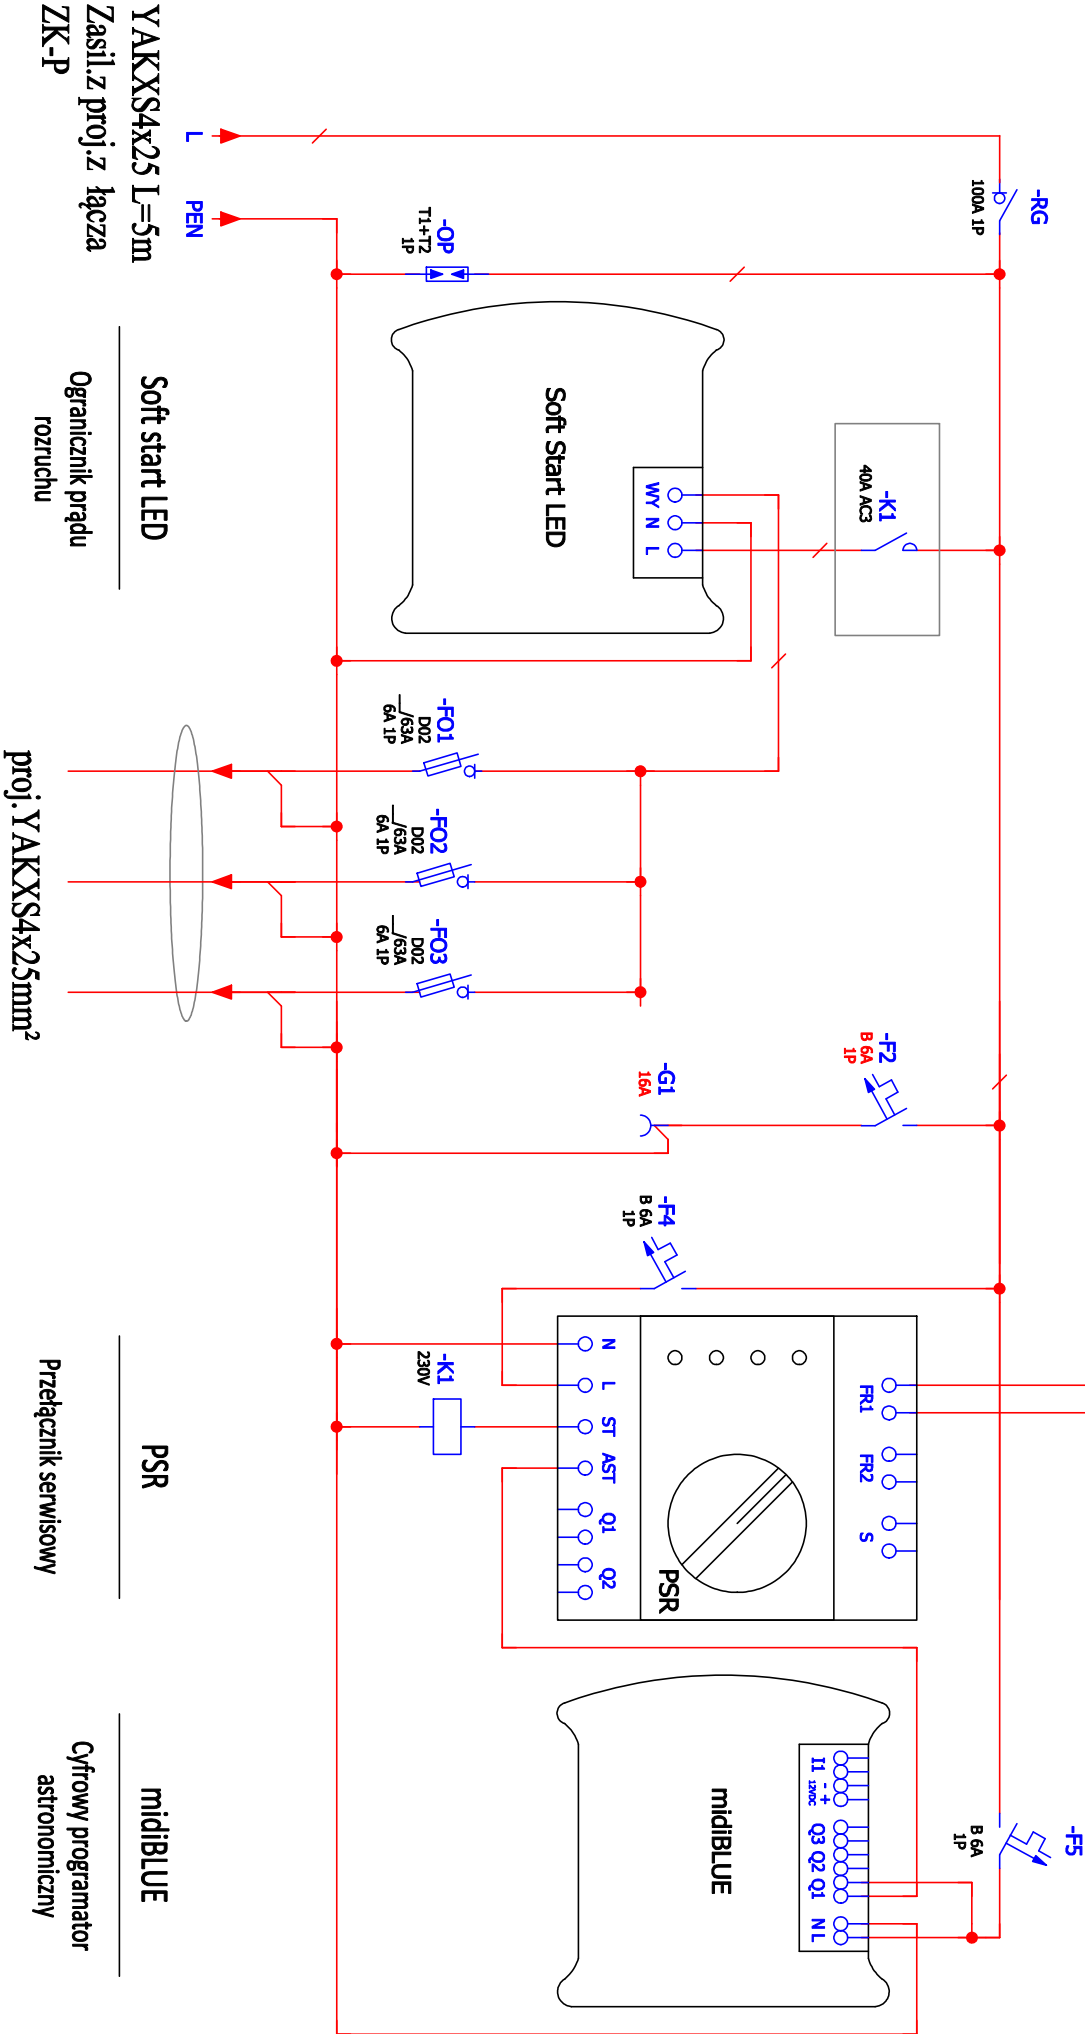 YAKXS4x25 L=5m
Zasil.z proj.z łącza
ZK-P
L
PEN
-RG
100A 1P
-OP
T1+T2
1P
Soft Start LED
WY N L
-K1
40A AC3
Soft start LED
Ogranicznik prądu
rozruchu
-FO1
D02
__/63A
6A 1P
-FO2
D02
__/63A
6A 1P
-FO3
D02
__/63A
6A 1P
proj.YAKXS4x25mm²
-F2
B 6A
1P
-G1
16A
-F4
B 6A
1P
FR1 FR2 S
N L ST AST Q1 Q2
PSR
-K1
230V
PSR
Przełącznik serwisowy
-F5
B 6A
1P
I1 - + Q3 Q2 Q1 N L
12VDC
midiBLUE
midiBLUE
Cyfrowy programator
astronomiczny